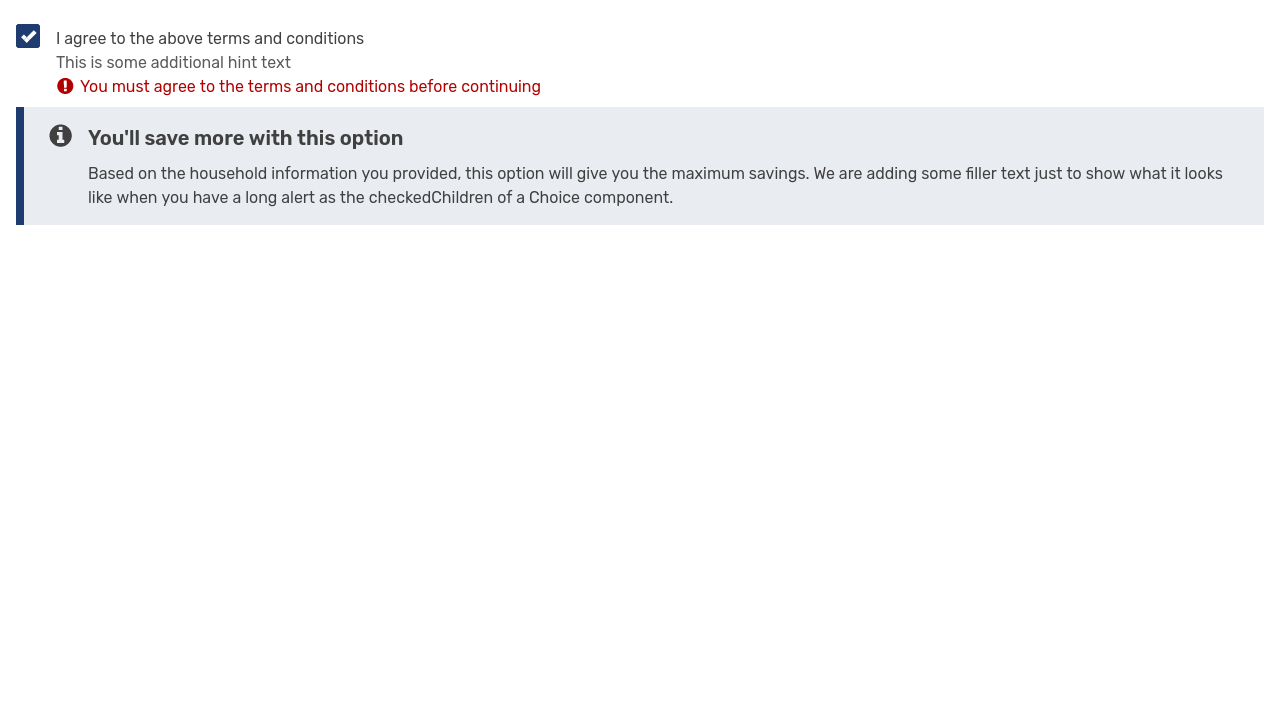 I agree to the above terms and conditions
This is some additional hint text
You must agree to the terms and conditions before continuing
You'll save more with this option
Based on the household information you provided, this option will give you the maximum savings. We are adding some filler text just to show what it looks
like when you have a long alert as the checkedChildren of a Choice component.